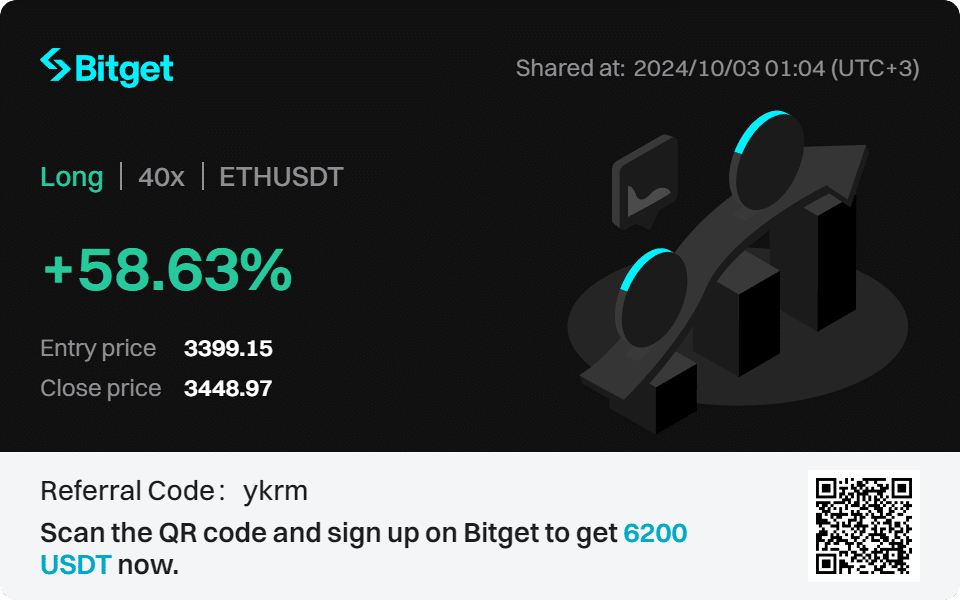 Bitget
Shared at: 2024/10/03 01:04 (UTC+3)
Long | 40x | ETHUSDT
+58.63%
Entry price 3399.15
Close price 3448.97
Referral Code: ykrm
Scan the QR code and sign up on Bitget to get 6200
USDT now.